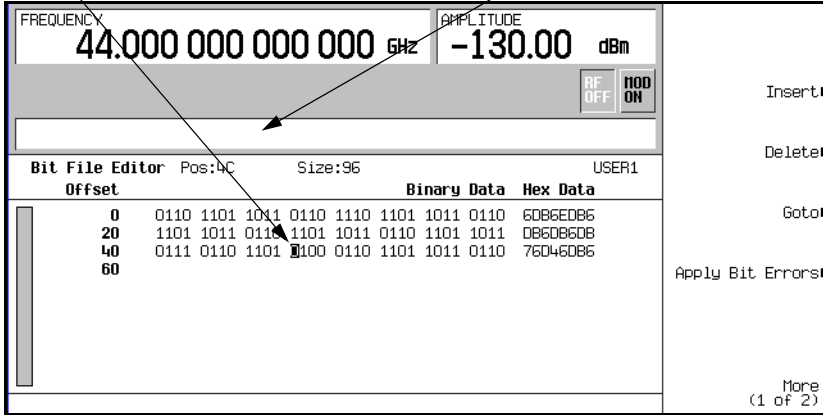 FREQUENCY
44.000 000 000 000 GHz
AMPLITUDE
-130.00 dBm
RF OFF
MOD ON
Insert
Delete
Goto
Apply Bit Errors
More
(1 of 2)
Bit File Editor Pos:4C Size:96 USER1
Offset Binary Data Hex Data
0 0110 1101 1011 0110 1110 1101 1011 0110 6DB6EDB6
20 1101 1011 0110 1101 1011 0110 1101 1011 DB6DB6DB
40 0111 0110 1101 0100 0110 1101 1011 0110 76D46DB6
60